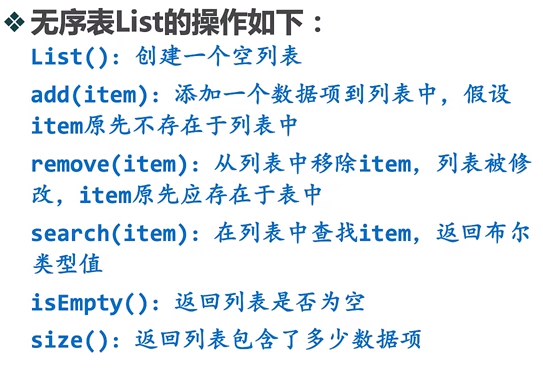 ❖ 无序表List的操作如下：
List(): 创建一个空列表
add(item): 添加一个数据项到列表中，假设
item原先不存在于列表中
remove(item): 从列表中移除item，列表被修
改，item原先应存在于表中
search(item): 在列表中查找item，返回布尔
类型值
isEmpty(): 返回列表是否为空
size(): 返回列表包含了多少数据项